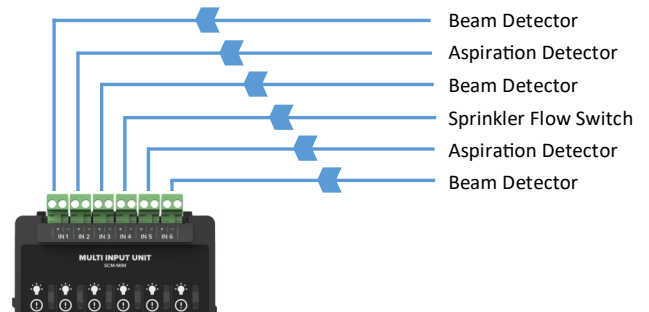 Beam Detector
Aspiration Detector
Beam Detector
Sprinkler Flow Switch
Aspiration Detector
Beam Detector
+ - + - + - + - + - + -
IN 1 IN 2 IN 3 IN 4 IN 5 IN 6
MULTI INPUT UNIT
SCM-MIM